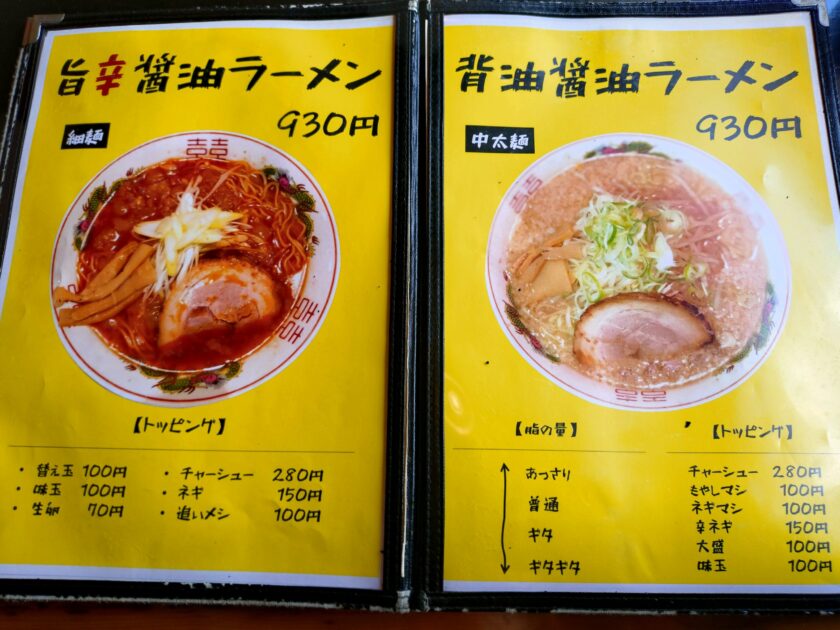 旨辛醬油ラーメン
930円
細麺
【トッピング】
・替え玉 100円
・味玉 100円
・生卵 70円
・チャーシュー 280円
・ネギ 150円
・追いメシ 100円
背油醬油ラーメン
930円
中太麺
【脂の量】
あっさり
普通
ギタ
ギタギタ
【トッピング】
チャーシュー 280円
もやしマシ 100円
ネギマシ 100円
辛ネギ 150円
大盛 100円
味玉 100円